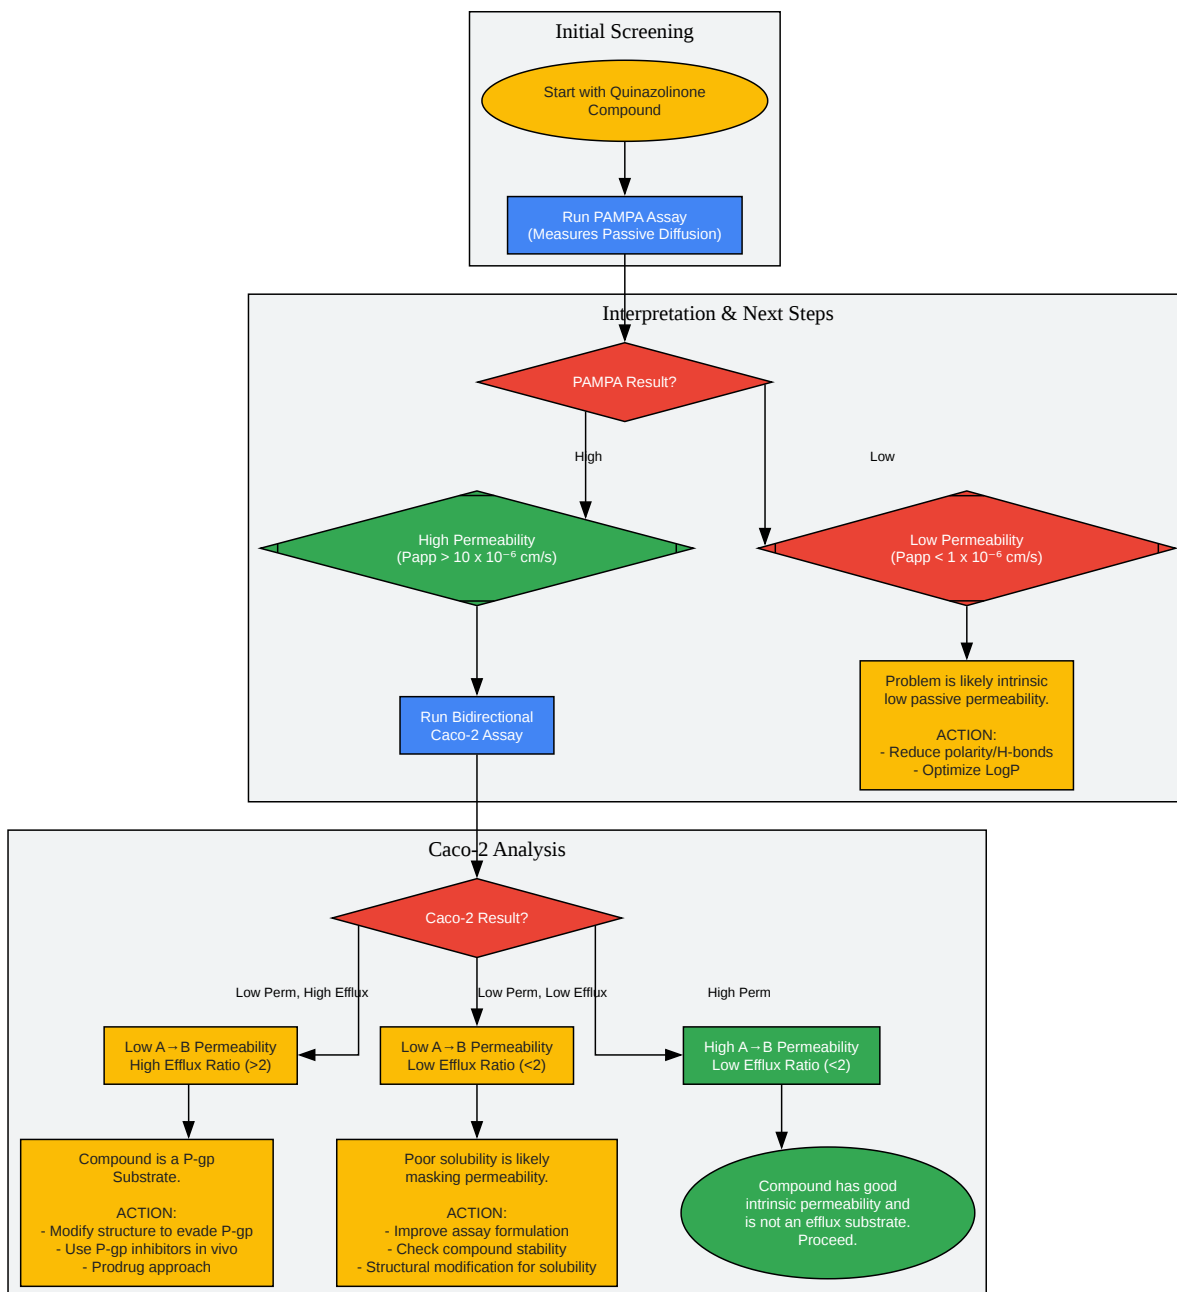 Initial Screening
Start with Quinazolinone
Compound
Run PAMPA Assay
(Measures Passive Diffusion)
Interpretation & Next Steps
PAMPA Result?
High
Low
High Permeability
(Papp > 10 x 10⁻⁶ cm/s)
Low Permeability
(Papp < 1 x 10⁻⁶ cm/s)
Problem is likely intrinsic
low passive permeability.
ACTION:
- Reduce polarity/H-bonds
- Optimize LogP
Run Bidirectional
Caco-2 Assay
Caco-2 Analysis
Caco-2 Result?
Low Perm, High Efflux
Low Perm, Low Efflux
High Perm
Low A→B Permeability
High Efflux Ratio (>2)
Low A→B Permeability
Low Efflux Ratio (<2)
High A→B Permeability
Low Efflux Ratio (<2)
Compound is a P-gp
Substrate.
ACTION:
- Modify structure to evade P-gp
- Use P-gp inhibitors in vivo
- Prodrug approach
Poor solubility is likely
masking permeability.
ACTION:
- Improve assay formulation
- Check compound stability
- Structural modification for solubility
Compound has good
intrinsic permeability and
is not an efflux substrate.
Proceed.